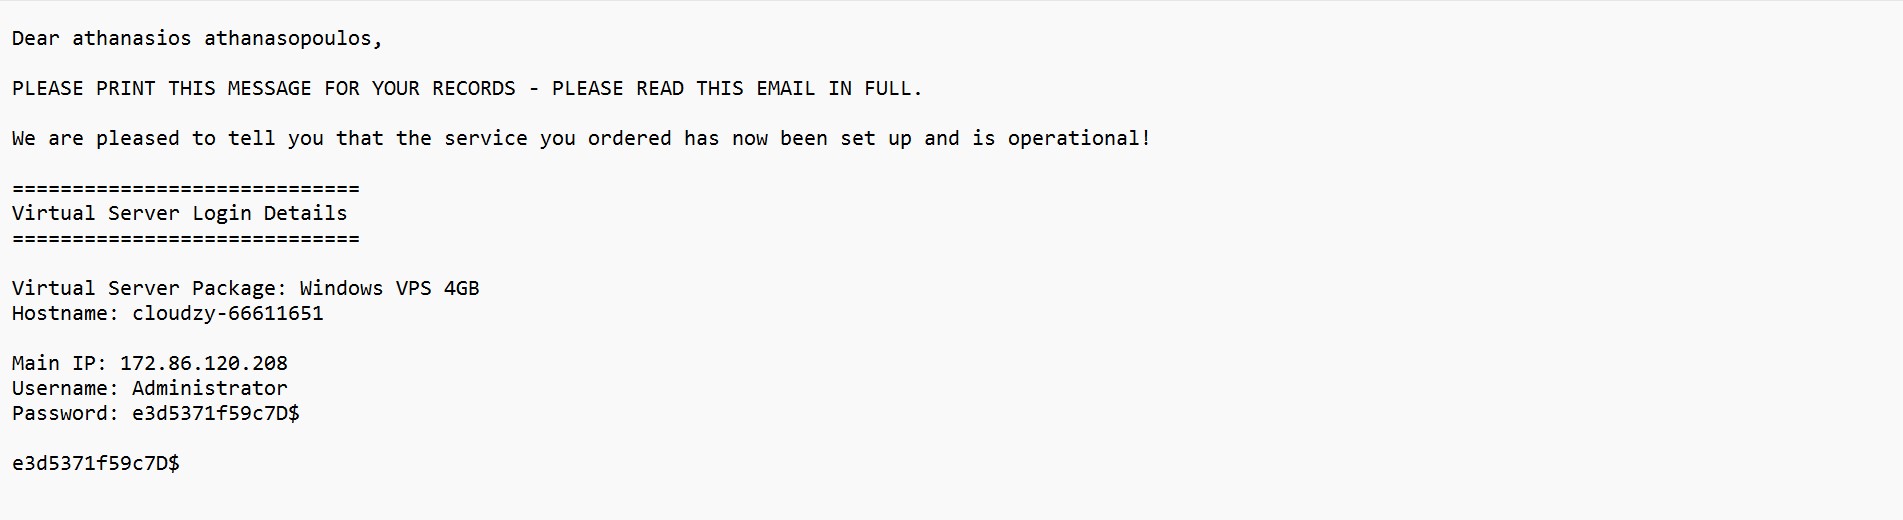 Dear athanasios athanasopoulos,
PLEASE PRINT THIS MESSAGE FOR YOUR RECORDS - PLEASE READ THIS EMAIL IN FULL.
We are pleased to tell you that the service you ordered has now been set up and is operational!
=============================
Virtual Server Login Details
=============================
Virtual Server Package: Windows VPS 4GB
Hostname: cloudzy-66611651
Main IP: 172.86.120.208
Username: Administrator
Password: e3d5371f59c7D$
e3d5371f59c7D$